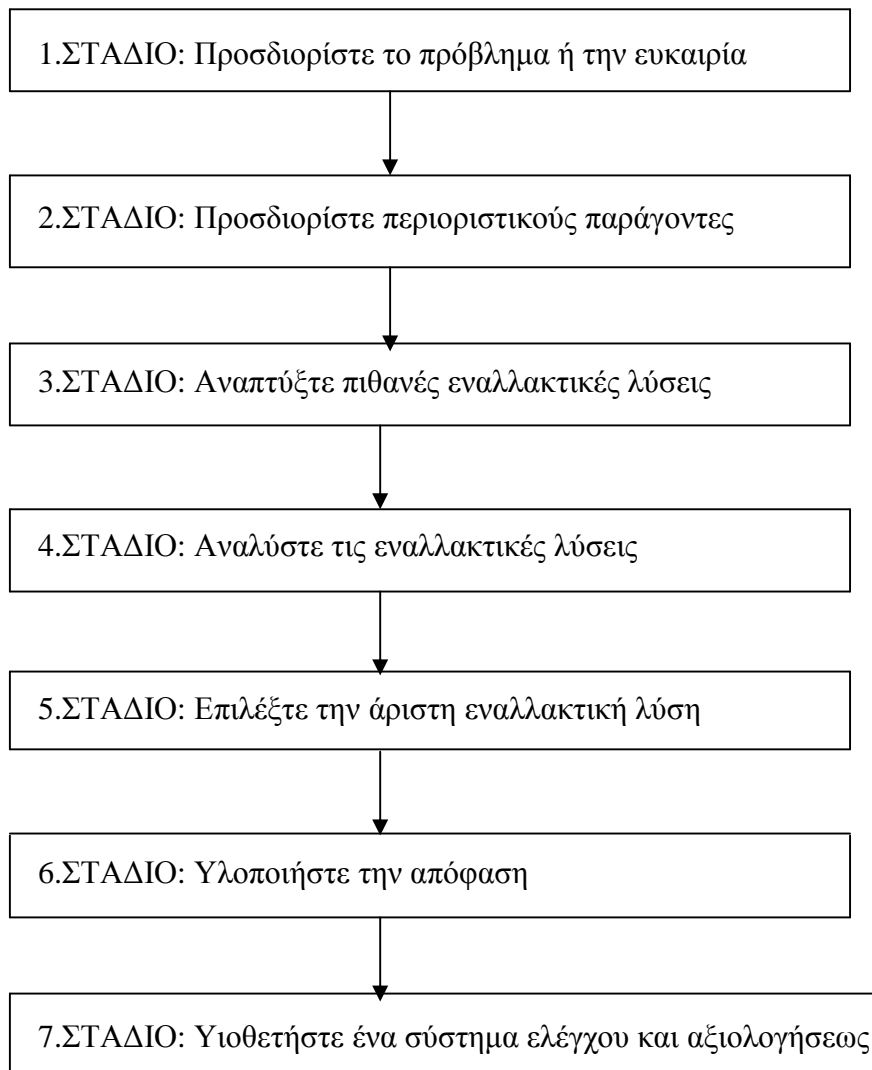 1.ΣΤΑΔΙΟ: Προσδιορίστε το πρόβλημα ή την ευκαιρία
2.ΣΤΑΔΙΟ: Προσδιορίστε περιοριστικούς παράγοντες
3.ΣΤΑΔΙΟ: Αναπτύξτε πιθανές εναλλακτικές λύσεις
4.ΣΤΑΔΙΟ: Αναλύστε τις εναλλακτικές λύσεις
5.ΣΤΑΔΙΟ: Επιλέξτε την άριστη εναλλακτική λύση
6.ΣΤΑΔΙΟ: Υλοποιήστε την απόφαση
7.ΣΤΑΔΙΟ: Υιοθετήστε ένα σύστημα ελέγχου και αξιολογήσεως